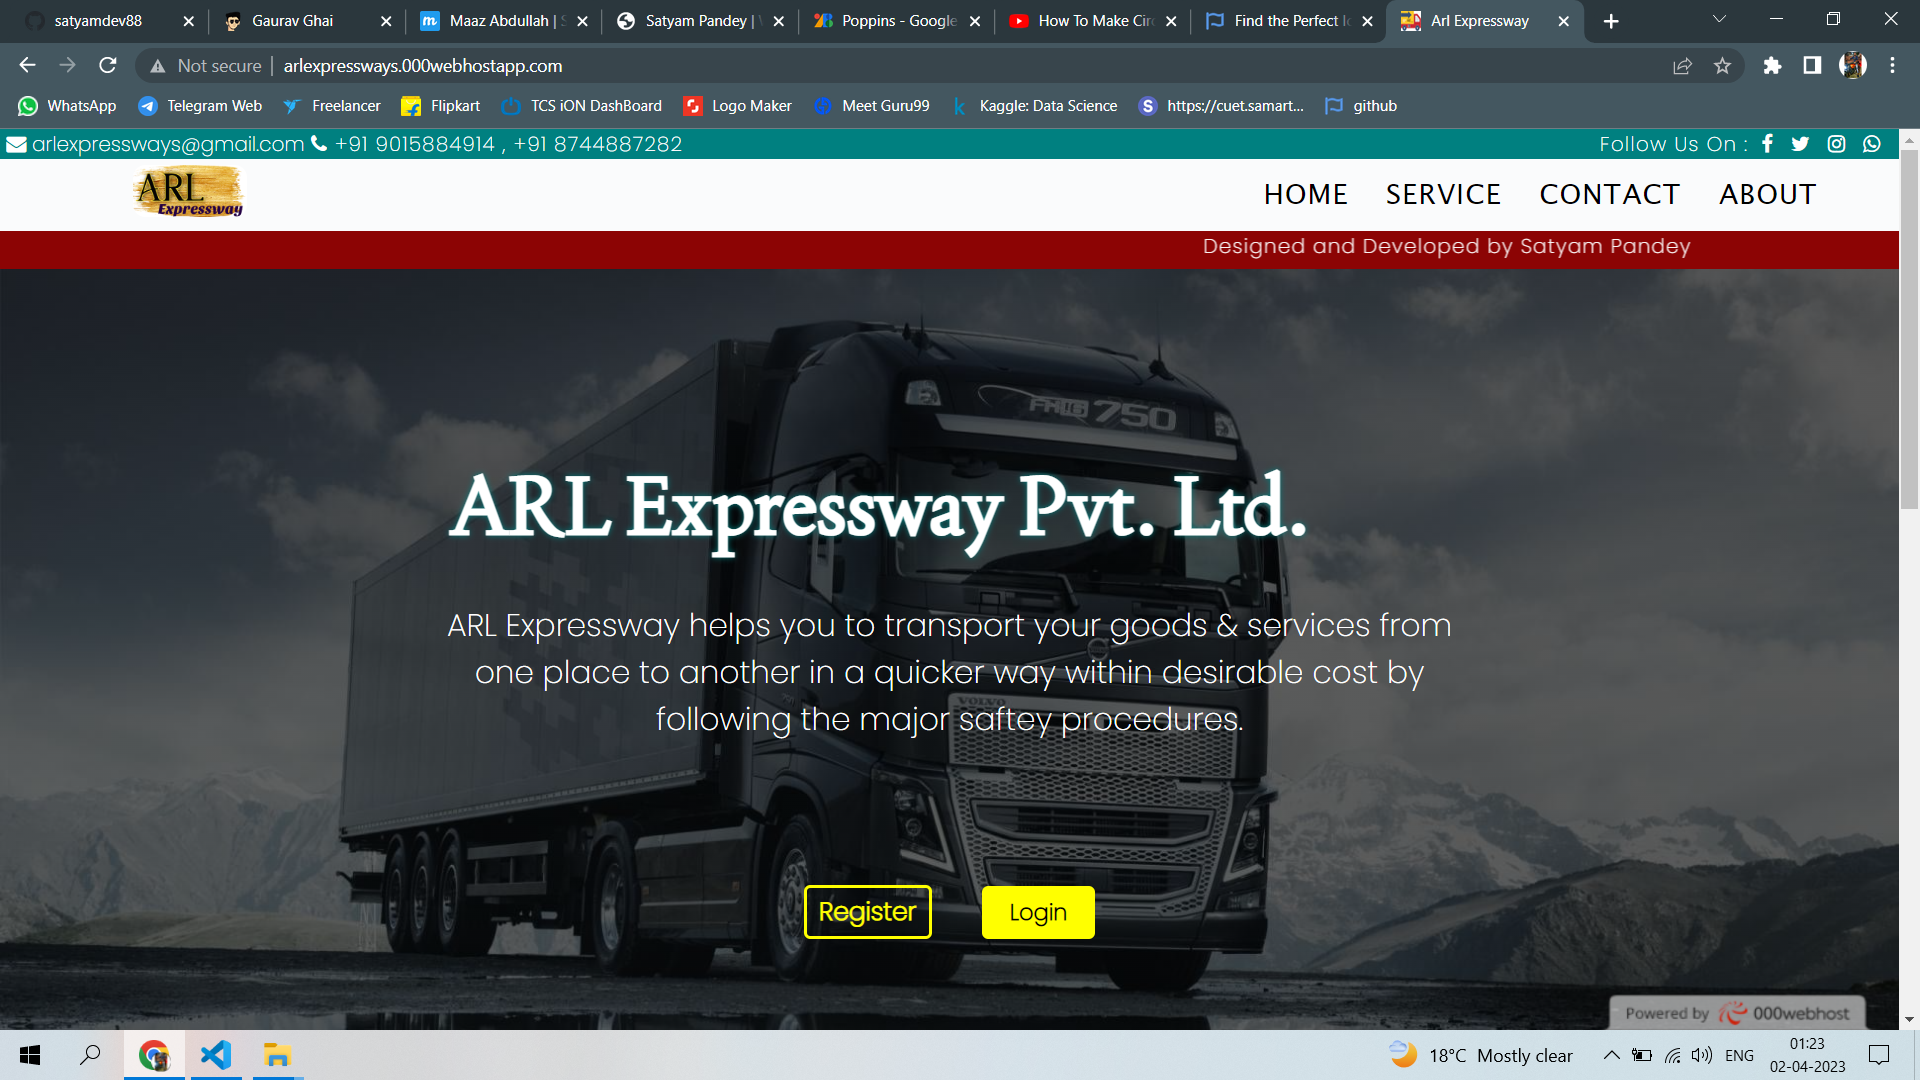 satyamdev88
Gaurav Ghai
Maaz Abdullah | S
Satyam Pandey |
Poppins - Google
How To Make Circ
Find the Perfect Ic
Arl Expressway
Not secure
arlexpressways.000webhostapp.com
WhatsApp
Telegram Web
Freelancer
Flipkart
TCS iON DashBoard
Logo Maker
Meet Guru99
Kaggle: Data Science
https://cuet.samart...
github
arlexpressways@gmail.com +91 9015884914 , +91 8744887282
Follow Us On :
ARL
Expressway
HOME SERVICE CONTACT ABOUT
Designed and Developed by Satyam Pandey
FH16 750
ARL Expressway Pvt. Ltd.
ARL Expressway helps you to transport your goods & services from
one place to another in a quicker way within desirable cost by
following the major saftey procedures.
VOLVO
Register
Login
Powered by 000webhost
18°C Mostly clear
ENG
01:23
02-04-2023